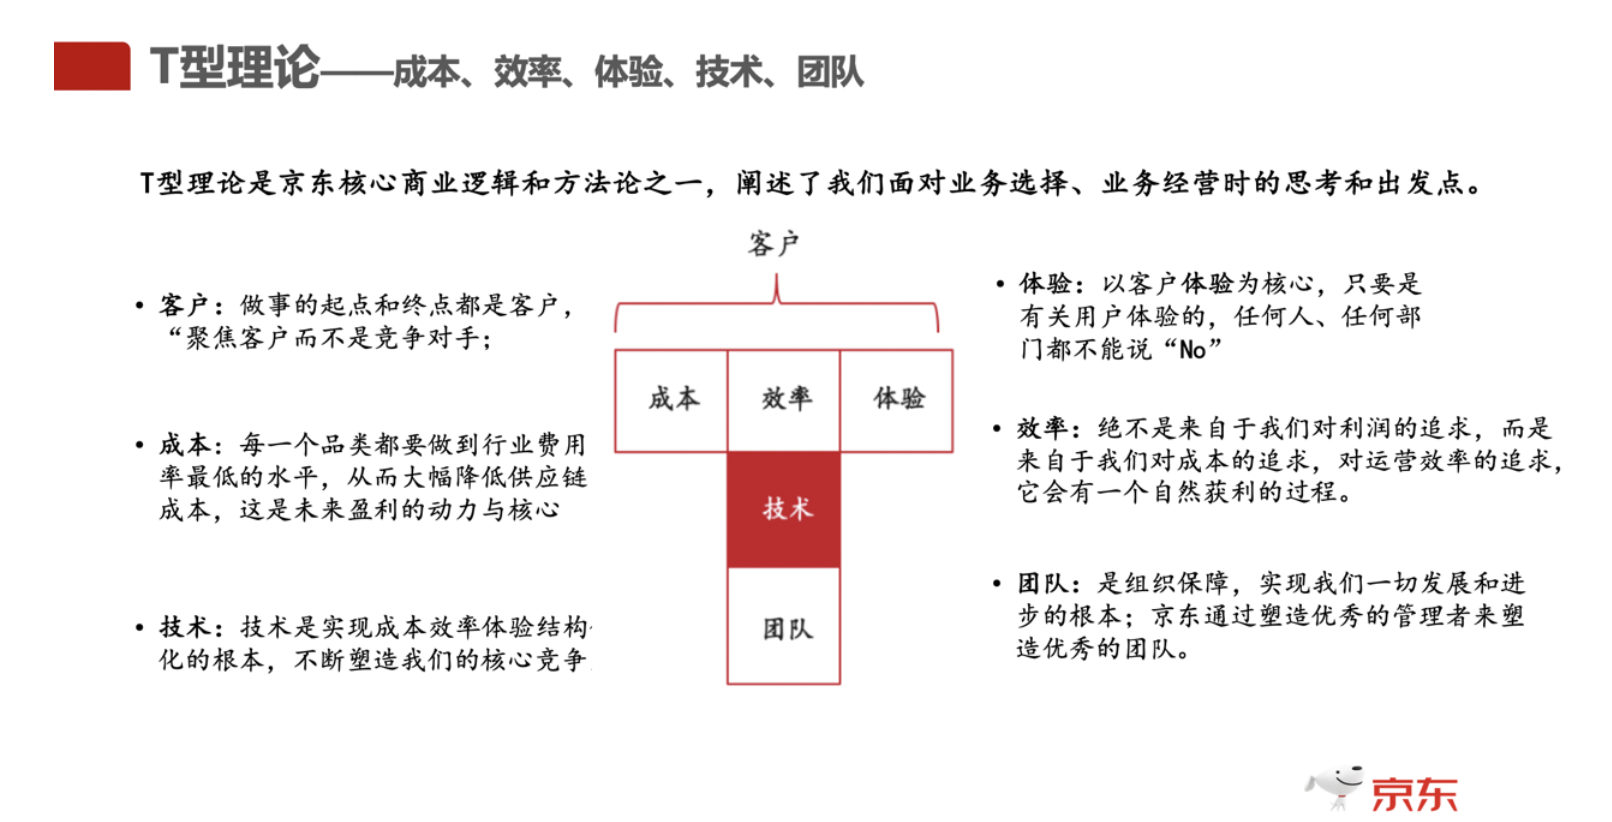 T型理论——成本、效率、体验、技术、团队
T型理论是京东核心商业逻辑和方法论之一，阐述了我们面对业务选择、业务经营时的思考和出发点。
• 客户：做事的起点和终点都是客户，
“聚焦客户而不是竞争对手；
• 成本：每一个品类都要做到行业费用
率最低的水平，从而大幅降低供应链
成本，这是未来盈利的动力与核心
• 技术：技术是实现成本效率体验结构
化的根本，不断塑造我们的核心竞争
客户
成本 效率 体验
技术
团队
• 体验：以客户体验为核心，只要是
有关用户体验的，任何人、任何部
门都不能说“No”
• 效率：绝不是来自于我们对利润的追求，而是
来自于我们对成本的追求，对运营效率的追求，
它会有一个自然获利的过程。
• 团队：是组织保障，实现我们一切发展和进
步的根本；京东通过塑造优秀的管理者来塑
造优秀的团队。
京东